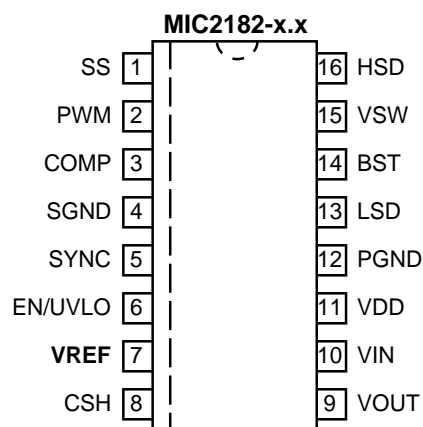 MIC2182-x.x
SS 1 16 HSD
PWM 2 15 VSW
COMP 3 14 BST
SGND 4 13 LSD
SYNC 5 12 PGND
EN/UVLO 6 11 VDD
VREF 7 10 VIN
CSH 8 9 VOUT